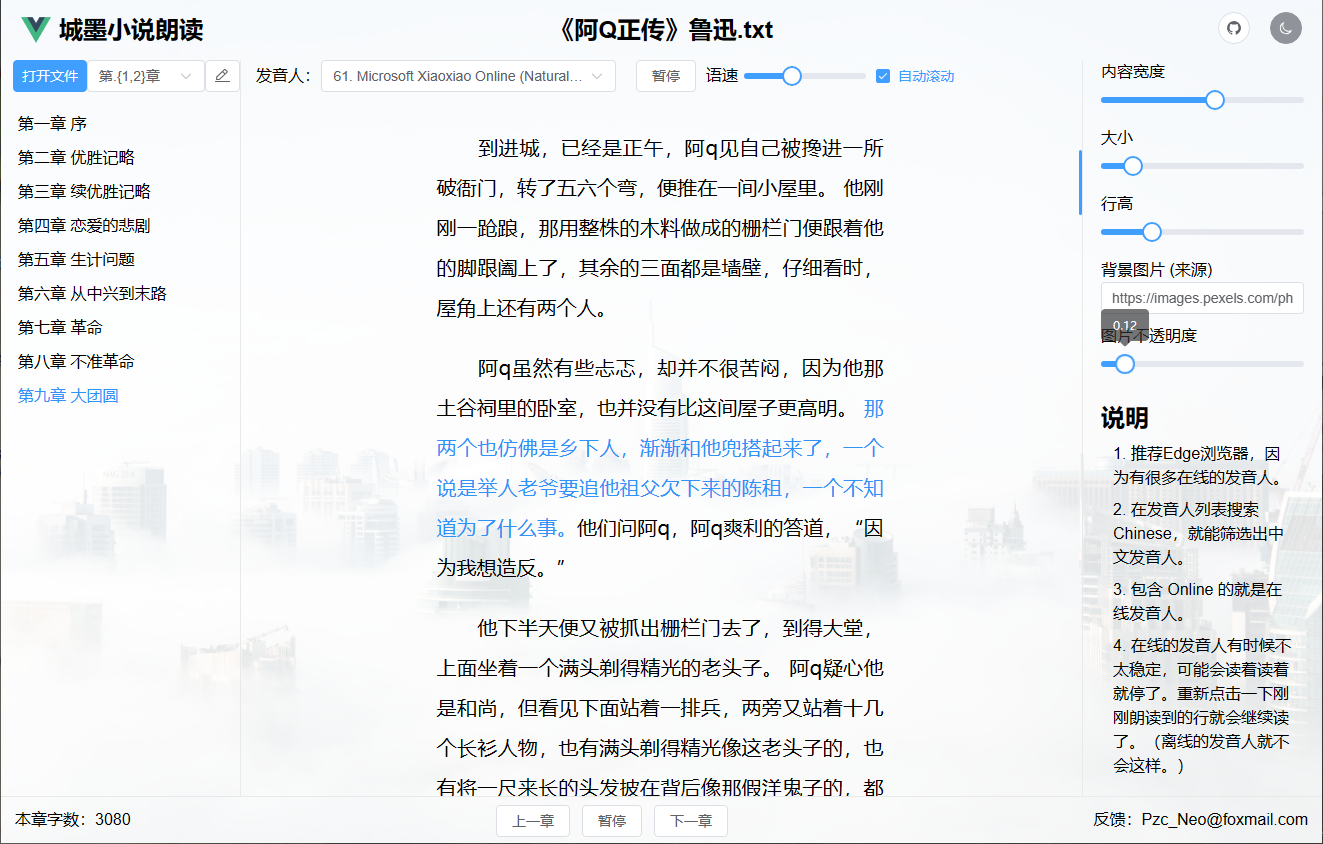 城墨小说朗读
《阿Q正传》鲁迅.txt
打开文件
第.{1,2}章
发音人：
61. Microsoft Xiaoxiao Online (Natural...
暂停
语速
自动滚动
第一章 序
第二章 优胜记略
第三章 续优胜记略
第四章 恋爱的悲剧
第五章 生计问题
第六章 从中兴到末路
第七章 革命
第八章 不准革命
第九章 大团圆
到进城，已经是正午，阿q见自己被搀进一所
破衙门，转了五六个弯，便推在一间小屋里。 他刚
刚一跄踉，那用整株的木料做成的栅栏门便跟着他
的脚跟阖上了，其余的三面都是墙壁，仔细看时，
屋角上还有两个人。
阿q虽然有些忐忑，却并不很苦闷，因为他那
土谷祠里的卧室，也并没有比这间屋子更高明。 那
两个也仿佛是乡下人，渐渐和他兜搭起来了，一个
说是举人老爷要追他祖父欠下来的陈租，一个不知
道为了什么事。他们问阿q，阿q爽利的答道，“因
为我想造反。”
他下半天便又被抓出栅栏门去了，到得大堂，
上面坐着一个满头剃得精光的老头子。 阿q疑心他
是和尚，但看见下面站着一排兵，两旁又站着十几
个长衫人物，也有满头剃得精光像这老头子的，也
有将一尺来长的头发披在背后像那假洋鬼子的，都
内容宽度
大小
行高
背景图片 (来源)
https://images.pexels.com/ph
0.12
图片不透明度
说明
1. 推荐Edge浏览器，因
为有很多在线的发音人。
2. 在发音人列表搜索
Chinese，就能筛选出中
文发音人。
3. 包含 Online 的就是在
线发音人。
4. 在线的发音人有时候不
太稳定，可能会读着读着
就停了。重新点击一下刚
刚朗读到的行就会继续读
了。（离线的发音人就不
会这样。）
本章字数：3080
上一章
暂停
下一章
反馈：Pzc_Neo@foxmail.com